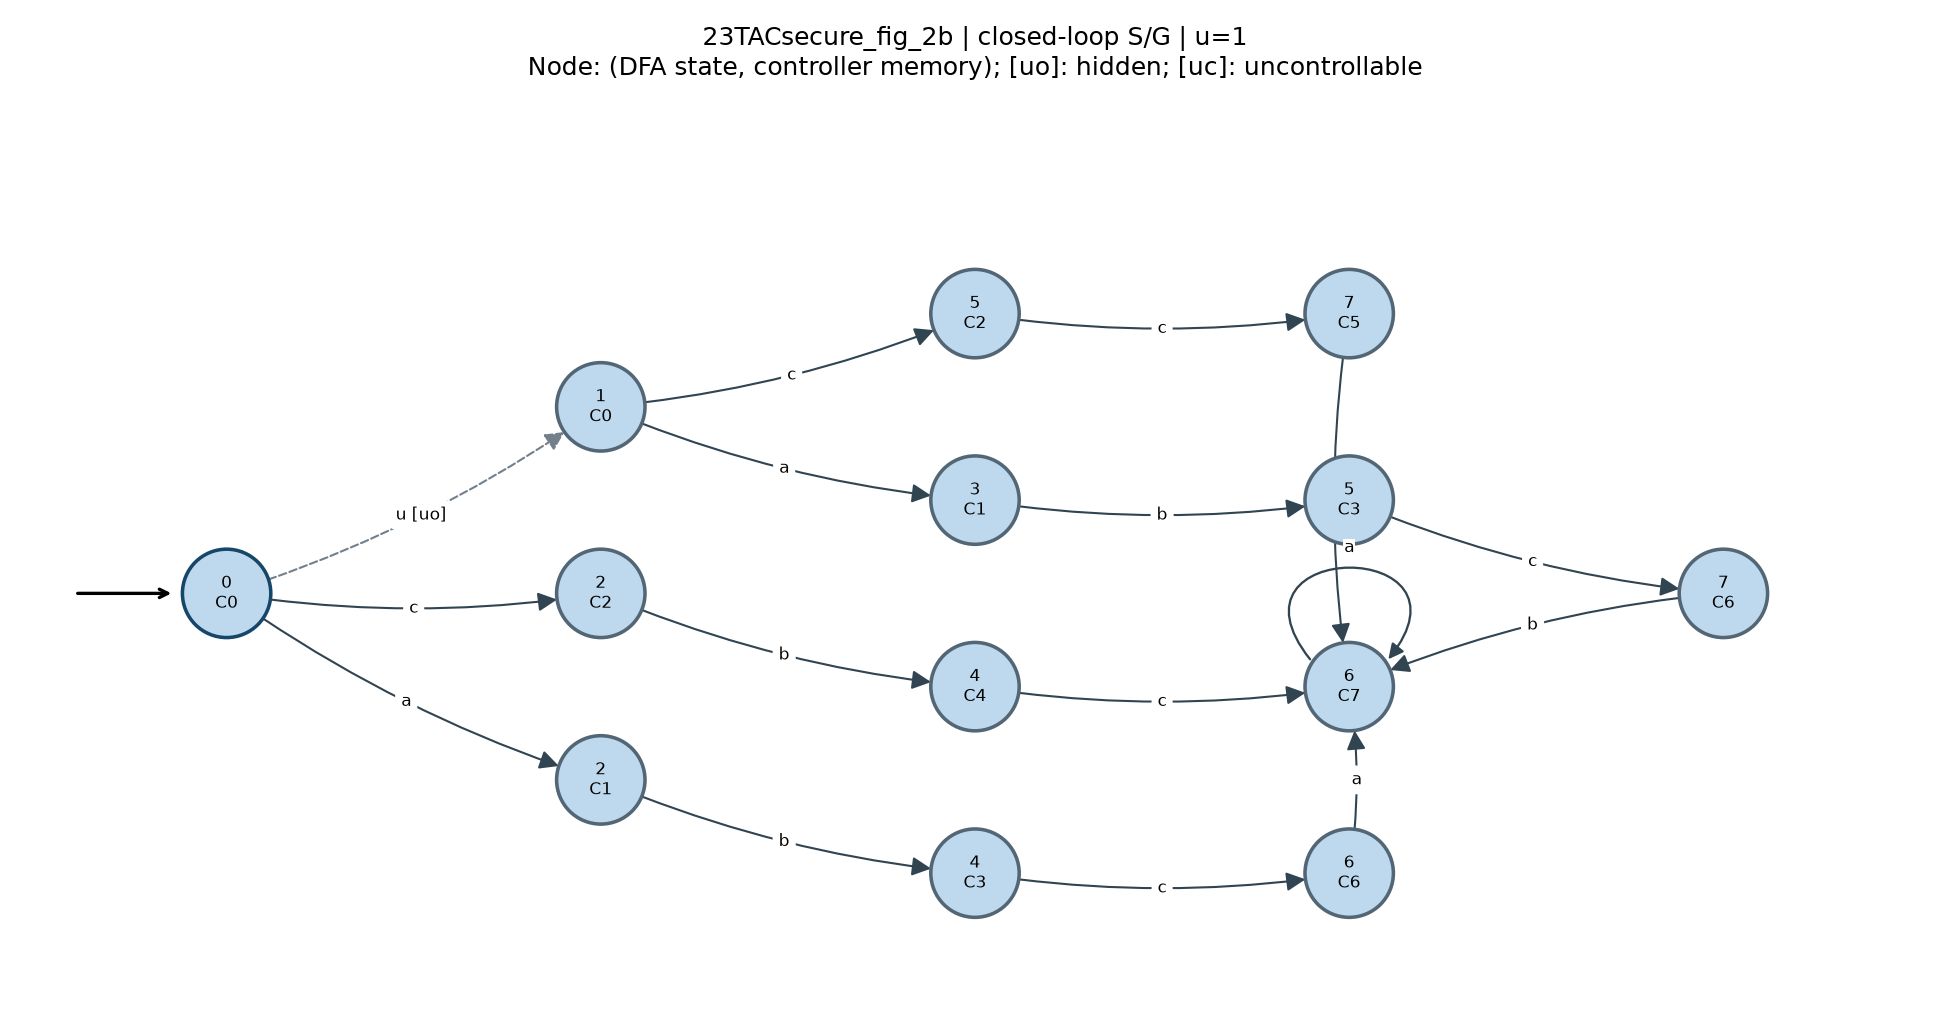 23TACsecure_fig_2b | closed-loop S/G | u=1
Node: (DFA state, controller memory); [uo]: hidden; [uc]: uncontrollable
5
C2
c
7
C5
c
1
C0
a
3
C1
b
5
C3
a
c
u [uo]
0
C0
c
2
C2
7
C6
b
b
4
C4
c
6
C7
a
2
C1
a
b
4
C3
c
6
C6